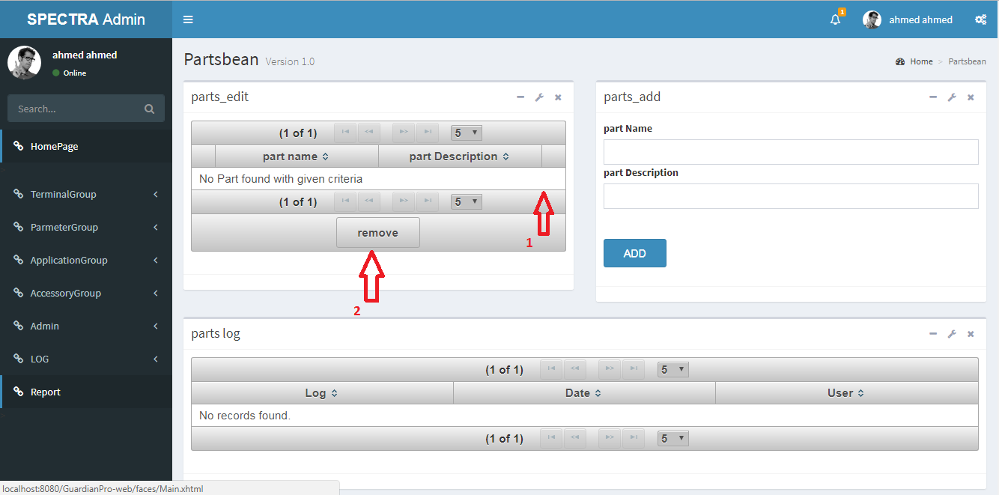 SPECTRA Admin
1
ahmed ahmed
ahmed ahmed
Online
Search...
HomePage
TerminalGroup
ParmeterGroup
ApplicationGroup
AccessoryGroup
Admin
LOG
Report
Partsbean Version 1.0
Home > Partsbean
parts_edit
(1 of 1) 5
part name part Description
No Part found with given criteria
(1 of 1) 5
remove
1
2
parts_add
part Name
part Description
ADD
parts log
(1 of 1) 5
Log Date User
No records found.
(1 of 1) 5
localhost:8080/GuardianPro-web/faces/Main.xhtml